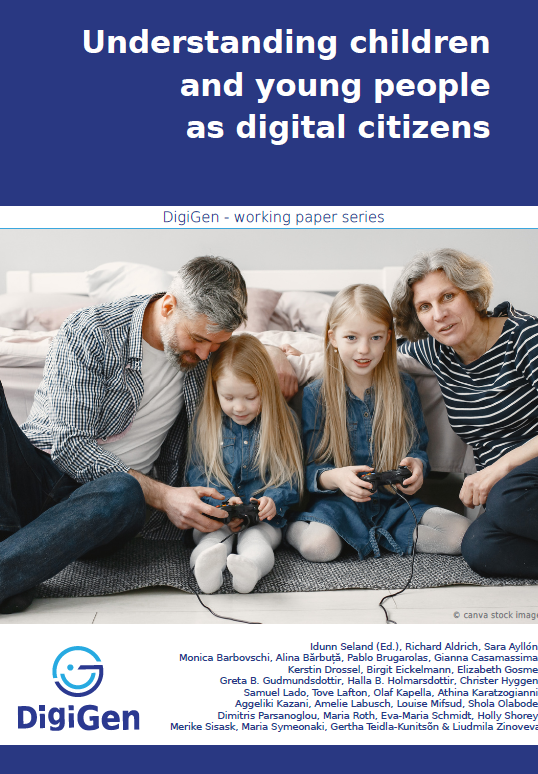 Understanding children
and young people
as digital citizens
DigiGen - working paper series
© canva stock image
Idunn Seland (Ed.), Richard Aldrich, Sara Ayllón
Monica Barbovschi, Alina Bărbuță, Pablo Brugarolas, Gianna Casamassima
Kerstin Drossel, Birgit Eickelmann, Elizabeth Gosme
Greta B. Gudmundsdottir, Halla B. Holmarsdottir, Christer Hyggen
Samuel Lado, Tove Lafton, Olaf Kapella, Athina Karatzogianni
Aggeliki Kazani, Amelie Labusch, Louise Mifsud, Shola Olabode
Dimitris Parsanoglou, Maria Roth, Eva-Maria Schmidt, Holly Shorey
Merike Sisask, Maria Symeonaki, Gertha Teidla-Kunitsõn & Liudmila Zinoveva
DigiGen